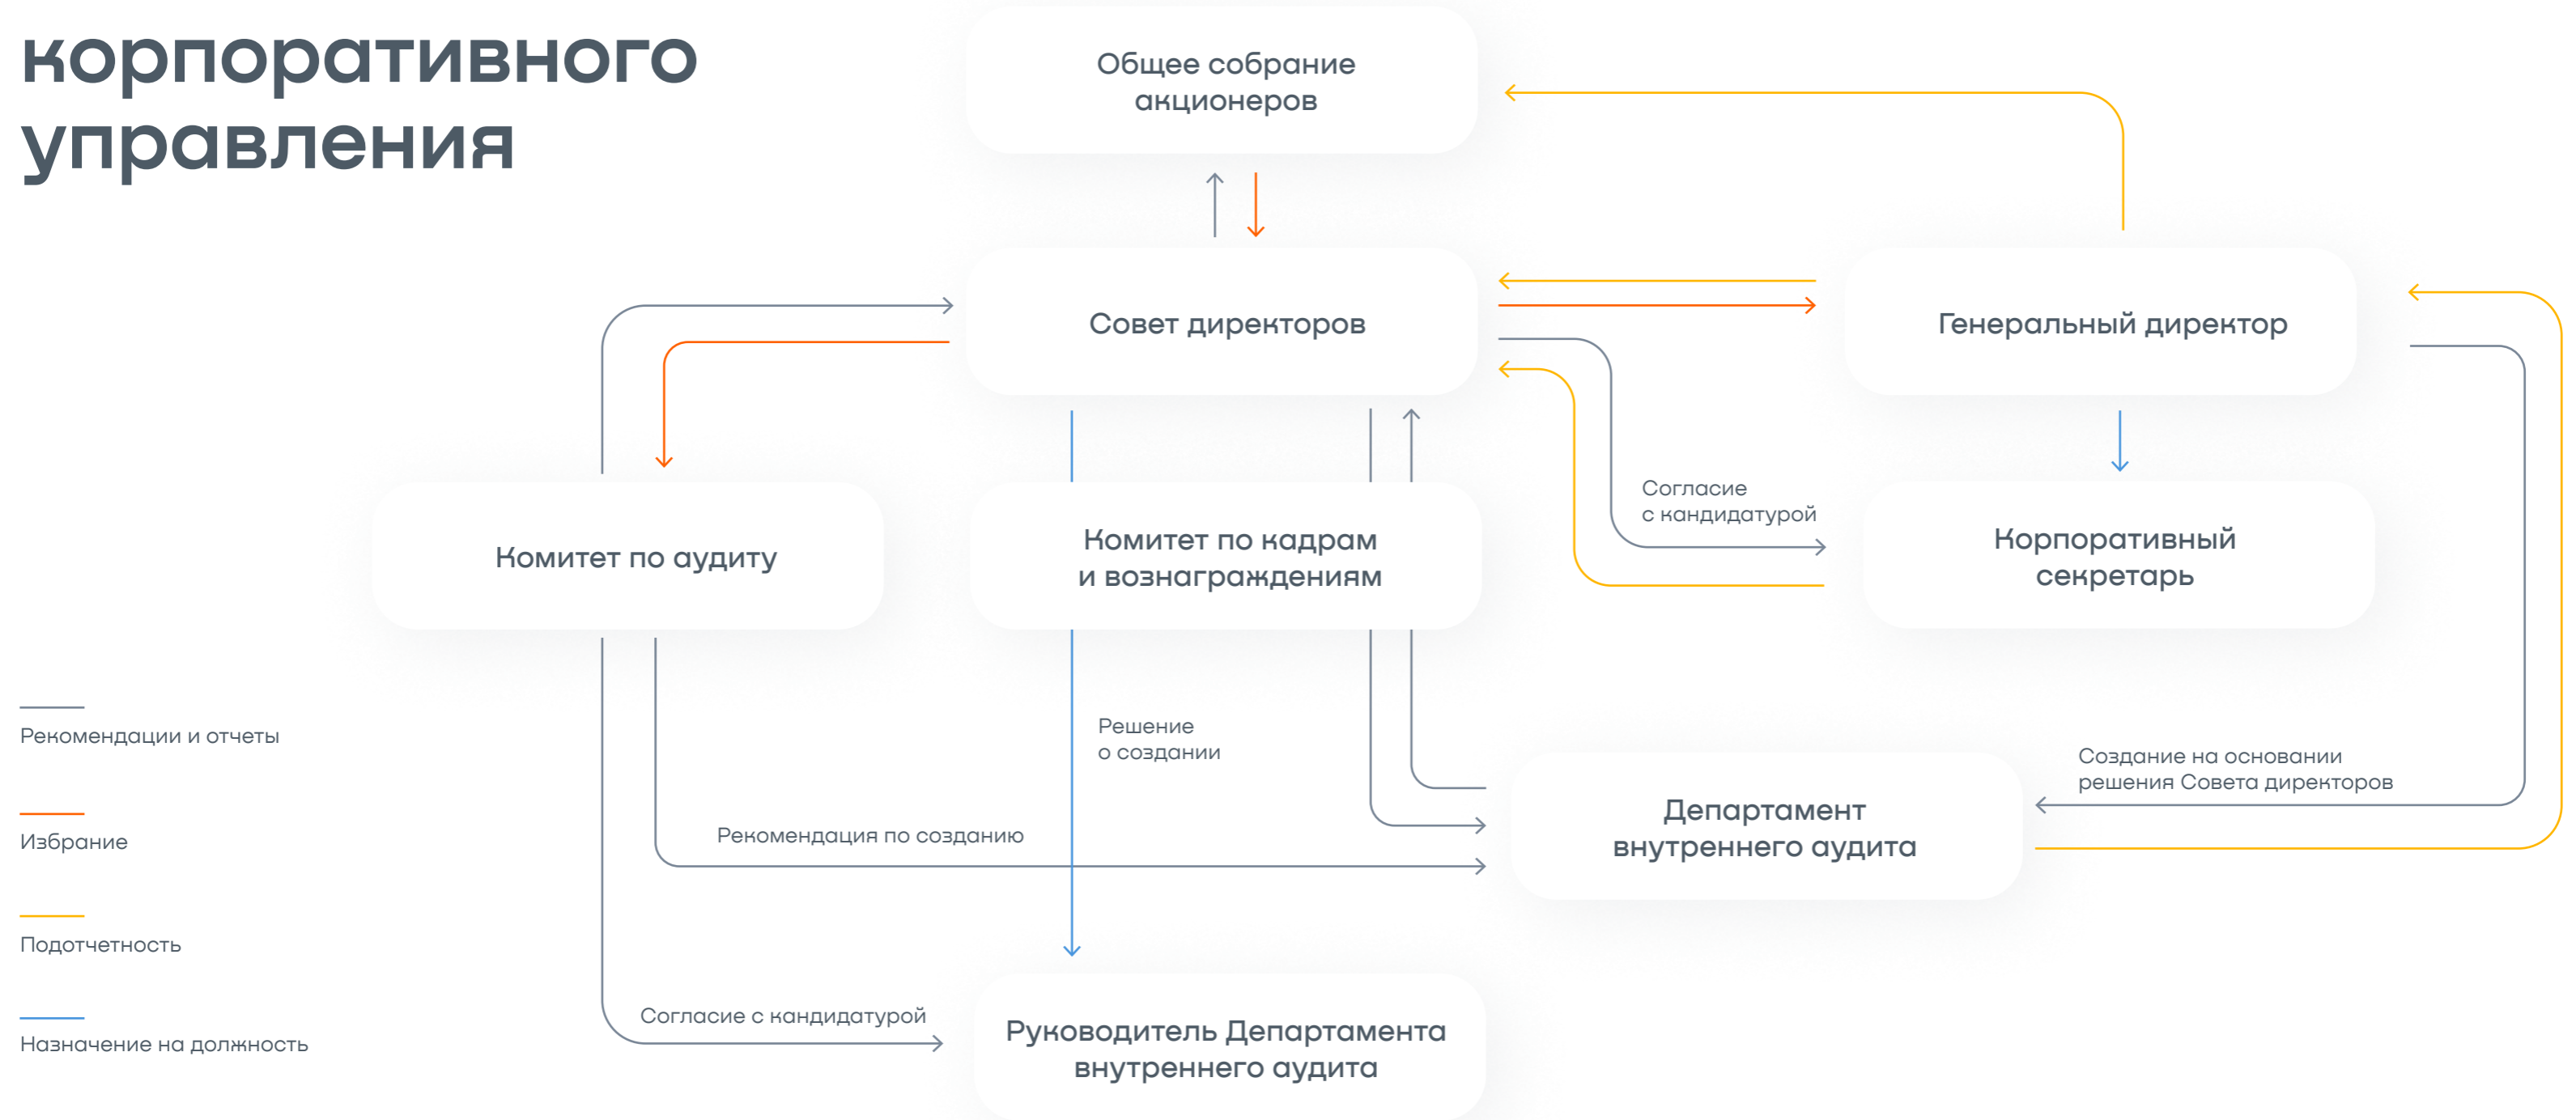 корпоративного
управления
Общее собрание
акционеров
Совет директоров
Генеральный директор
Комитет по аудиту
Комитет по кадрам
и вознаграждениям
Согласие
с кандидатурой
Корпоративный
секретарь
Рекомендации и отчеты
Избрание
Подотчетность
Назначение на должность
Решение
о создании
Рекомендация по созданию
Департамент
внутреннего аудита
Создание на основании
решения Совета директоров
Согласие с кандидатурой
Руководитель Департамента
внутреннего аудита